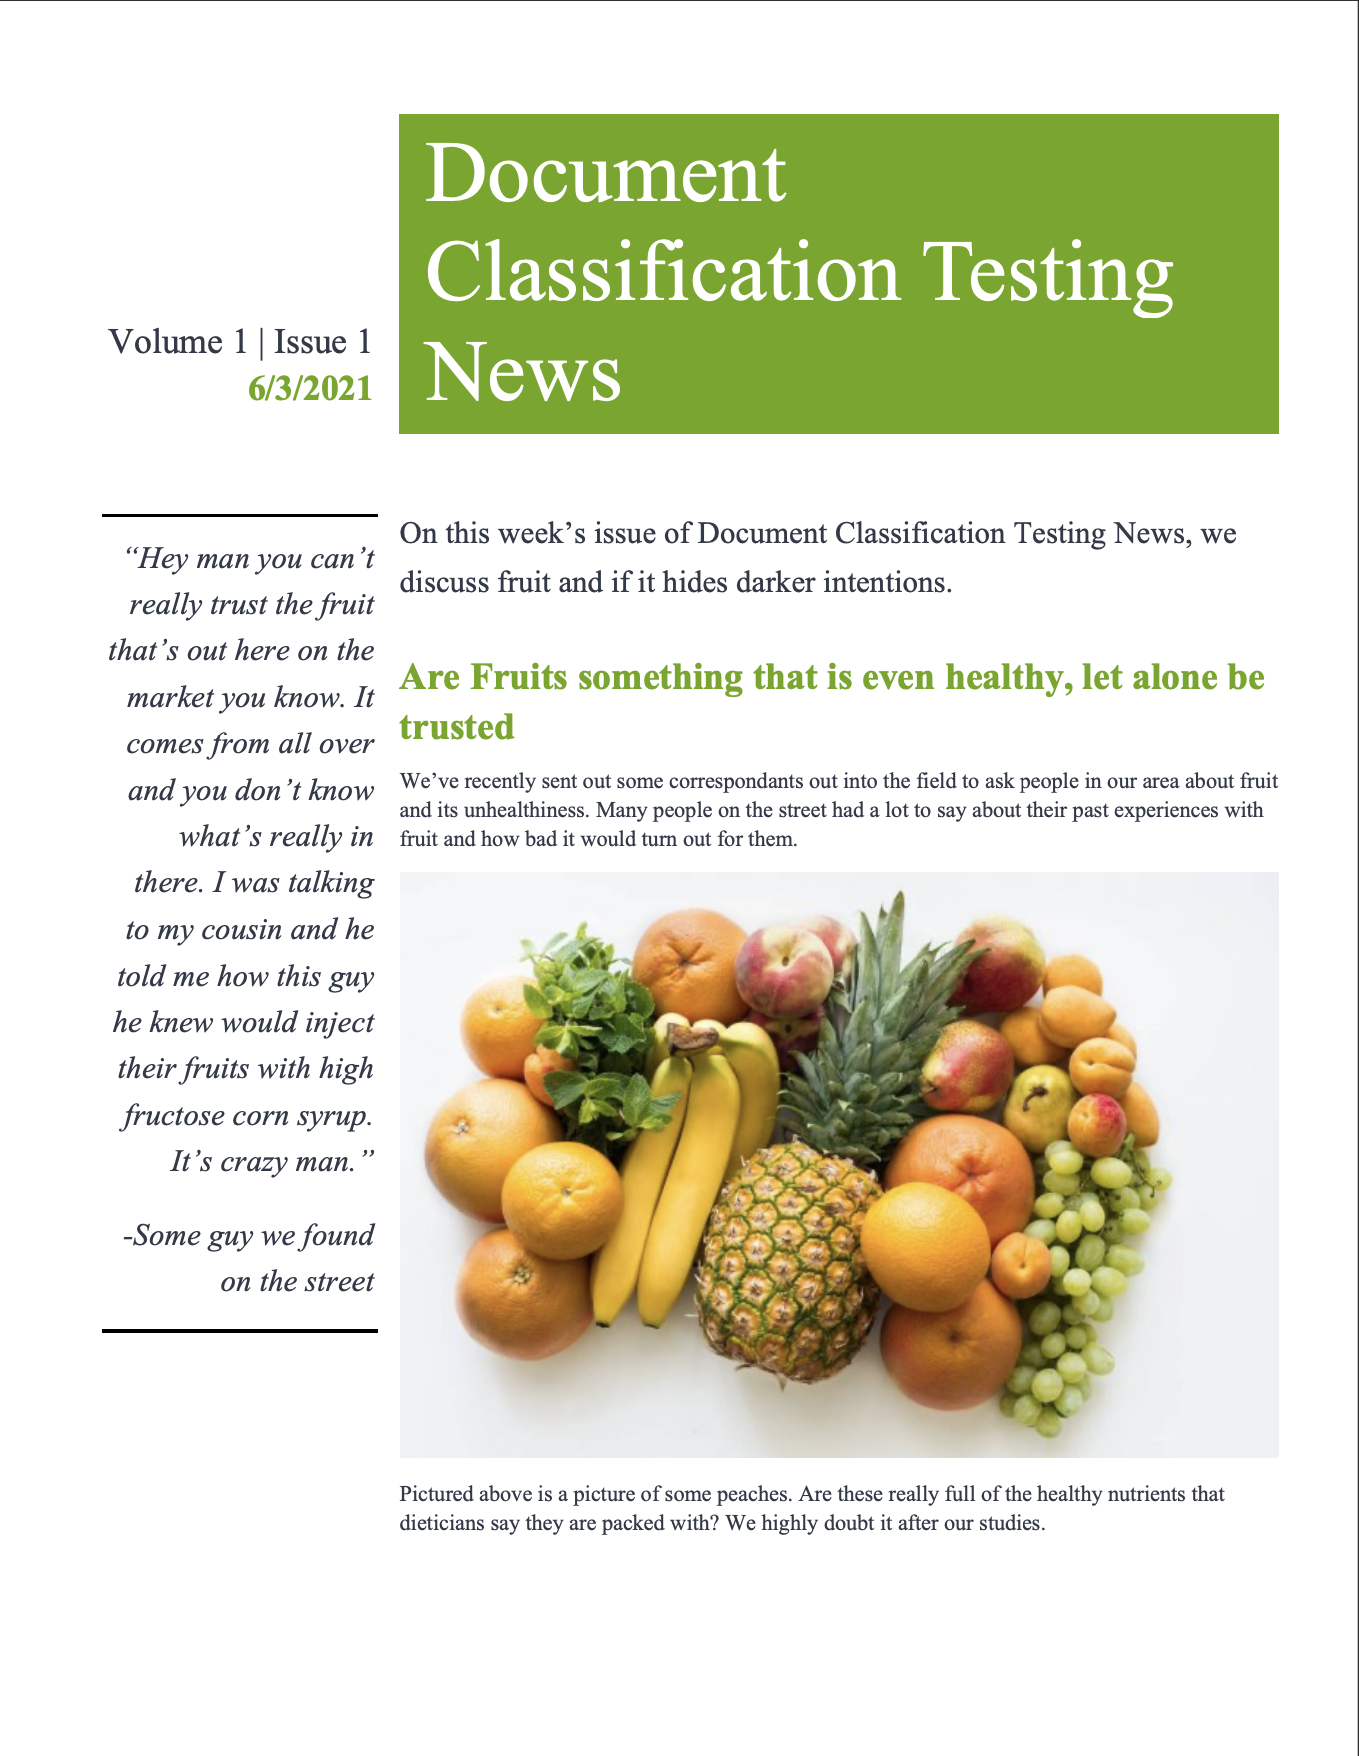 Document
Classification Testing
News
Volume 1 | Issue 1
6/3/2021
“Hey man you can’t
really trust the fruit
that’s out here on the
market you know. It
comes from all over
and you don’t know
what’s really in
there. I was talking
to my cousin and he
told me how this guy
he knew would inject
their fruits with high
fructose corn syrup.
It’s crazy man.”
-Some guy we found
on the street
On this week’s issue of Document Classification Testing News, we
discuss fruit and if it hides darker intentions.
Are Fruits something that is even healthy, let alone be
trusted
We’ve recently sent out some correspondants out into the field to ask people in our area about fruit
and its unhealthiness. Many people on the street had a lot to say about their past experiences with
fruit and how bad it would turn out for them.
Pictured above is a picture of some peaches. Are these really full of the healthy nutrients that
dieticians say they are packed with? We highly doubt it after our studies.